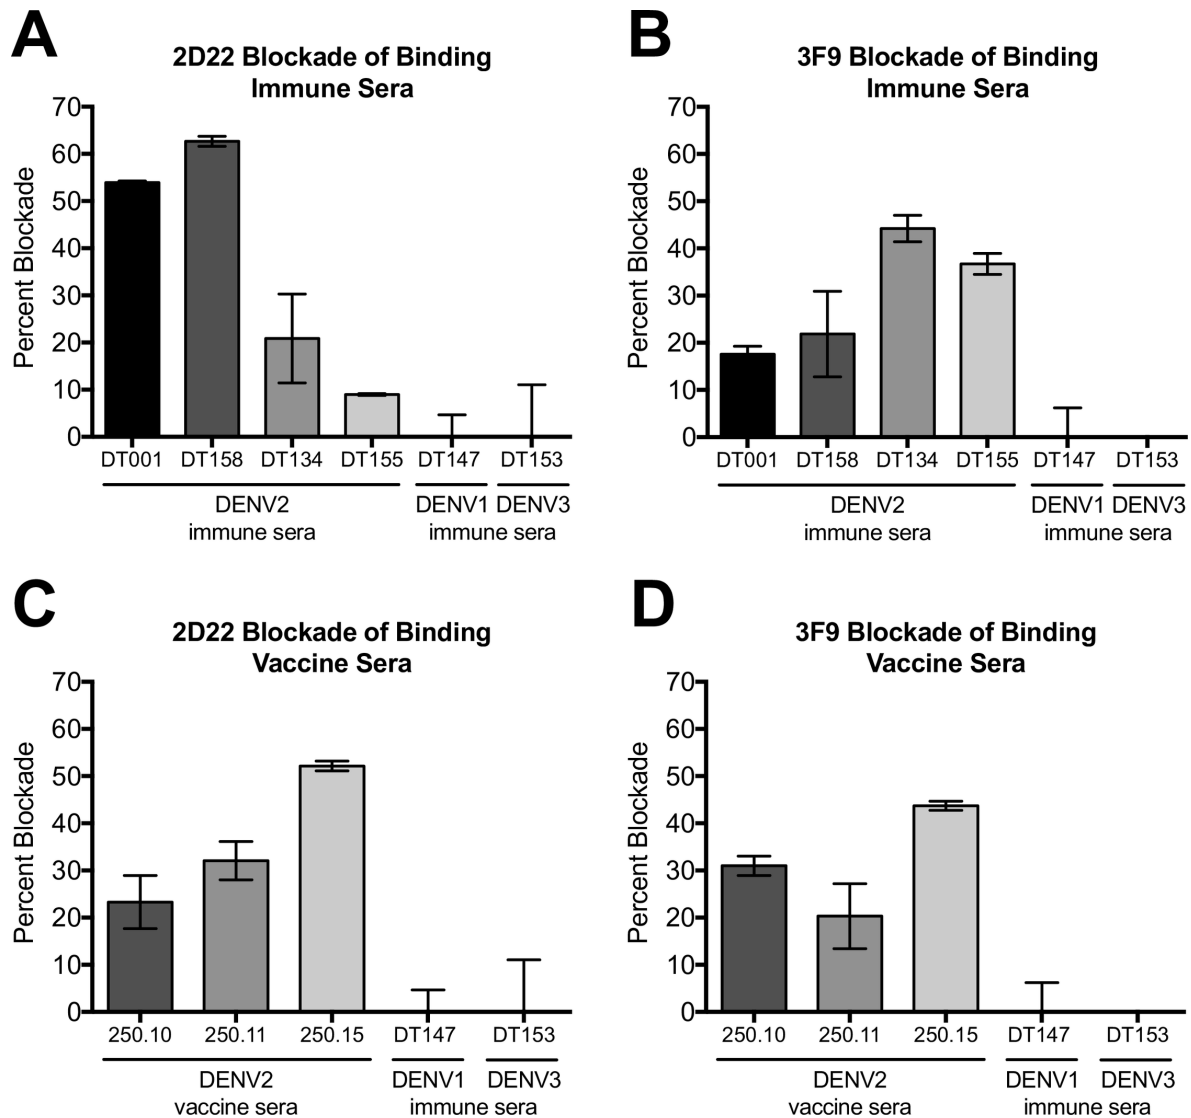 A
2D22 Blockade of Binding
Immune Sera
Percent Blockade
70
60
50
40
30
20
10
0
DT001 DT158 DT134 DT155 DT147 DT153
DENV2 DENV1 DENV3
immune sera immune sera
B
3F9 Blockade of Binding
Immune Sera
Percent Blockade
70
60
50
40
30
20
10
0
DT001 DT158 DT134 DT155 DT147 DT153
DENV2 DENV1 DENV3
immune sera immune sera
C
2D22 Blockade of Binding
Vaccine Sera
Percent Blockade
70
60
50
40
30
20
10
0
250.10 250.11 250.15 DT147 DT153
DENV2 DENV1 DENV3
vaccine sera immune sera
D
3F9 Blockade of Binding
Vaccine Sera
Percent Blockade
70
60
50
40
30
20
10
0
250.10 250.11 250.15 DT147 DT153
DENV2 DENV1 DENV3
vaccine sera immune sera